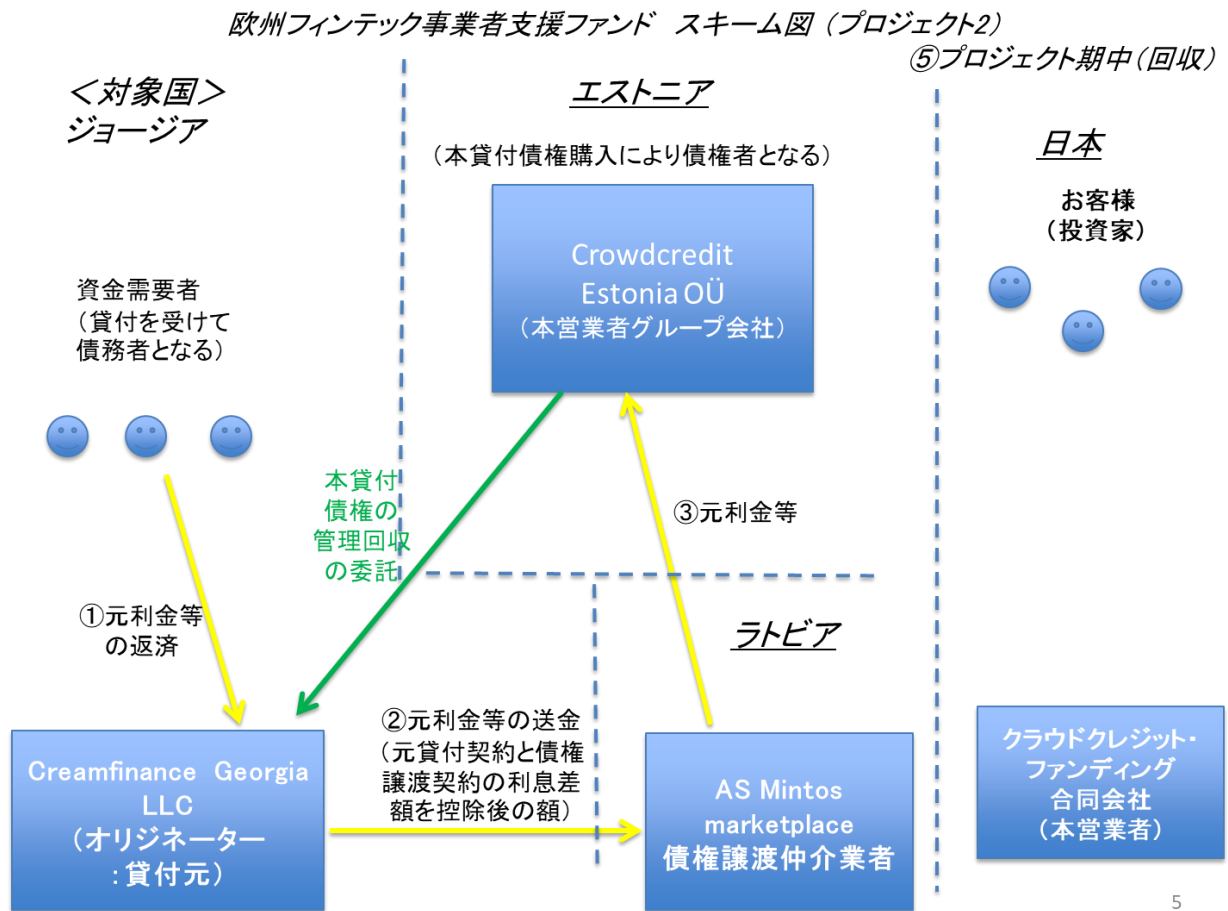 欧州フィンテック事業者支援ファンド　スキーム図（プロジェクト2）
⑤プロジェクト期中（回収）
＜対象国＞
ジョージア
エストニア
（本貸付債権購入により債権者となる）
日本
お客様
（投資家）
Crowdcredit
Estonia OÜ
（本営業者グループ会社）
資金需要者
（貸付を受けて
債務者となる）
本貸付
債権の
管理回収
の委託
③元利金等
①元利金等
の返済
ラトビア
②元利金等の送金
（元貸付契約と債権
譲渡契約の利息差
額を控除後の額）
Creamfinance　Georgia
LLC
（オリジネーター
：貸付元）
AS Mintos
marketplace
債権譲渡仲介業者
クラウドクレジット・
ファンディング
合同会社
（本営業者）
5